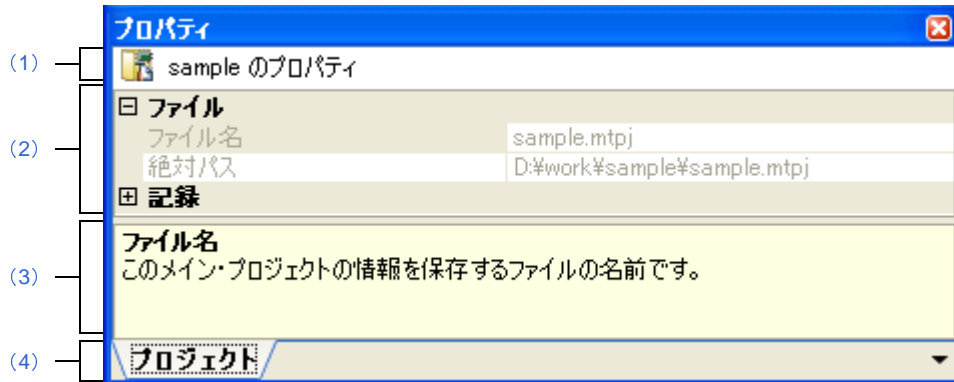 プロパティ
(1)
sample のプロパティ
(2)
ファイル
ファイル名 sample.mtpj
絶対パス D:¥work¥sample¥sample.mtpj
記録
(3)
ファイル名
このメイン・プロジェクトの情報を保存するファイルの名前です。
(4)
プロジェクト